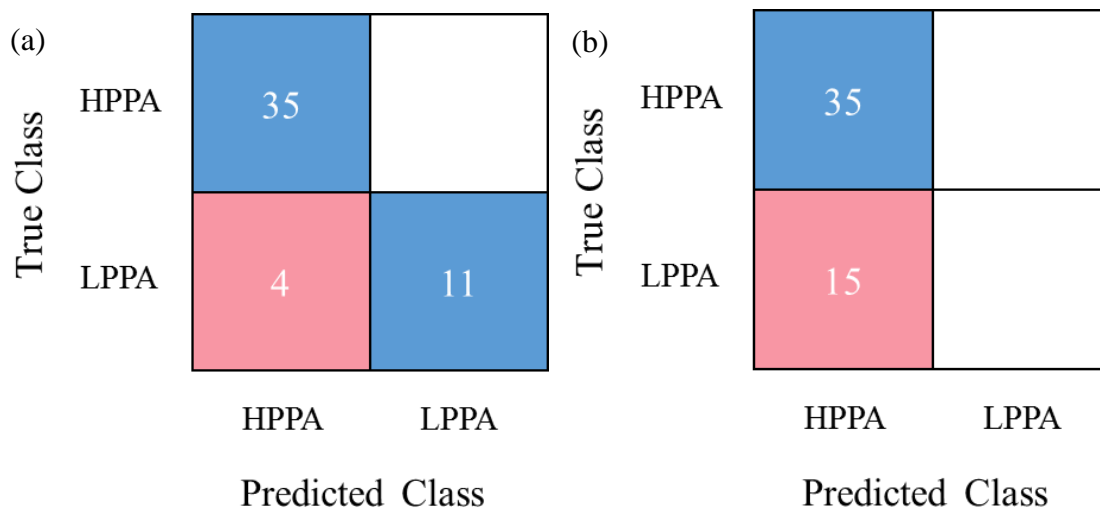 (a)
True Class
HPPA
35
LPPA
4 11
HPPA LPPA
Predicted Class
(b)
True Class
HPPA
35
LPPA
15
HPPA LPPA
Predicted Class